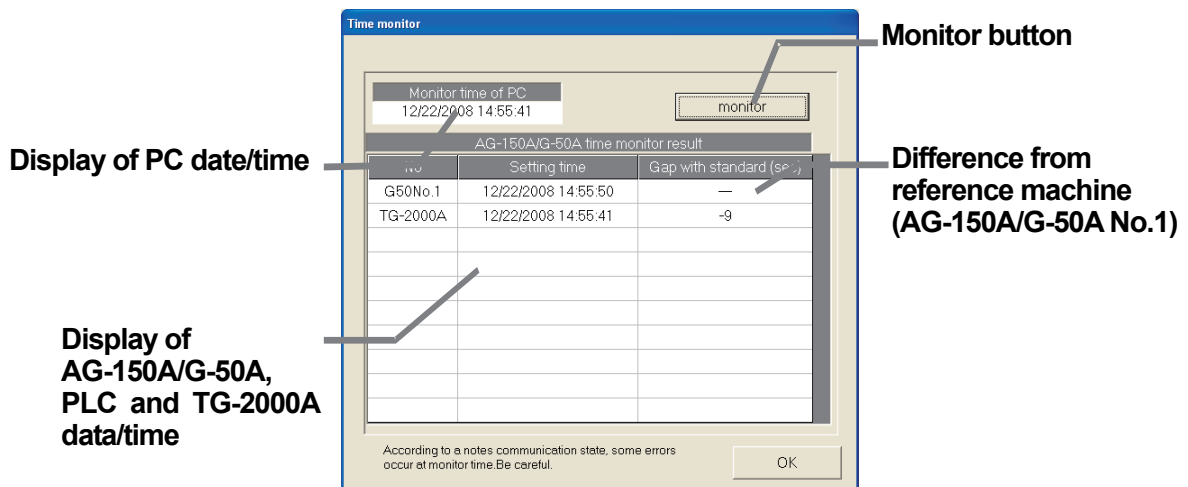 Time monitor
Monitor button
Monitor time of PC
12/22/2008 14:55:41
monitor
Display of PC date/time
AG-150A/G-50A time monitor result
No Setting time Gap with standard (sec)
G50No.1 12/22/2008 14:55:50 —
TG-2000A 12/22/2008 14:55:41 -9
Difference from
reference machine
(AG-150A/G-50A No.1)
Display of
AG-150A/G-50A,
PLC and TG-2000A
data/time
According to a notes communication state, some errors
occur at monitor time.Be careful.
OK